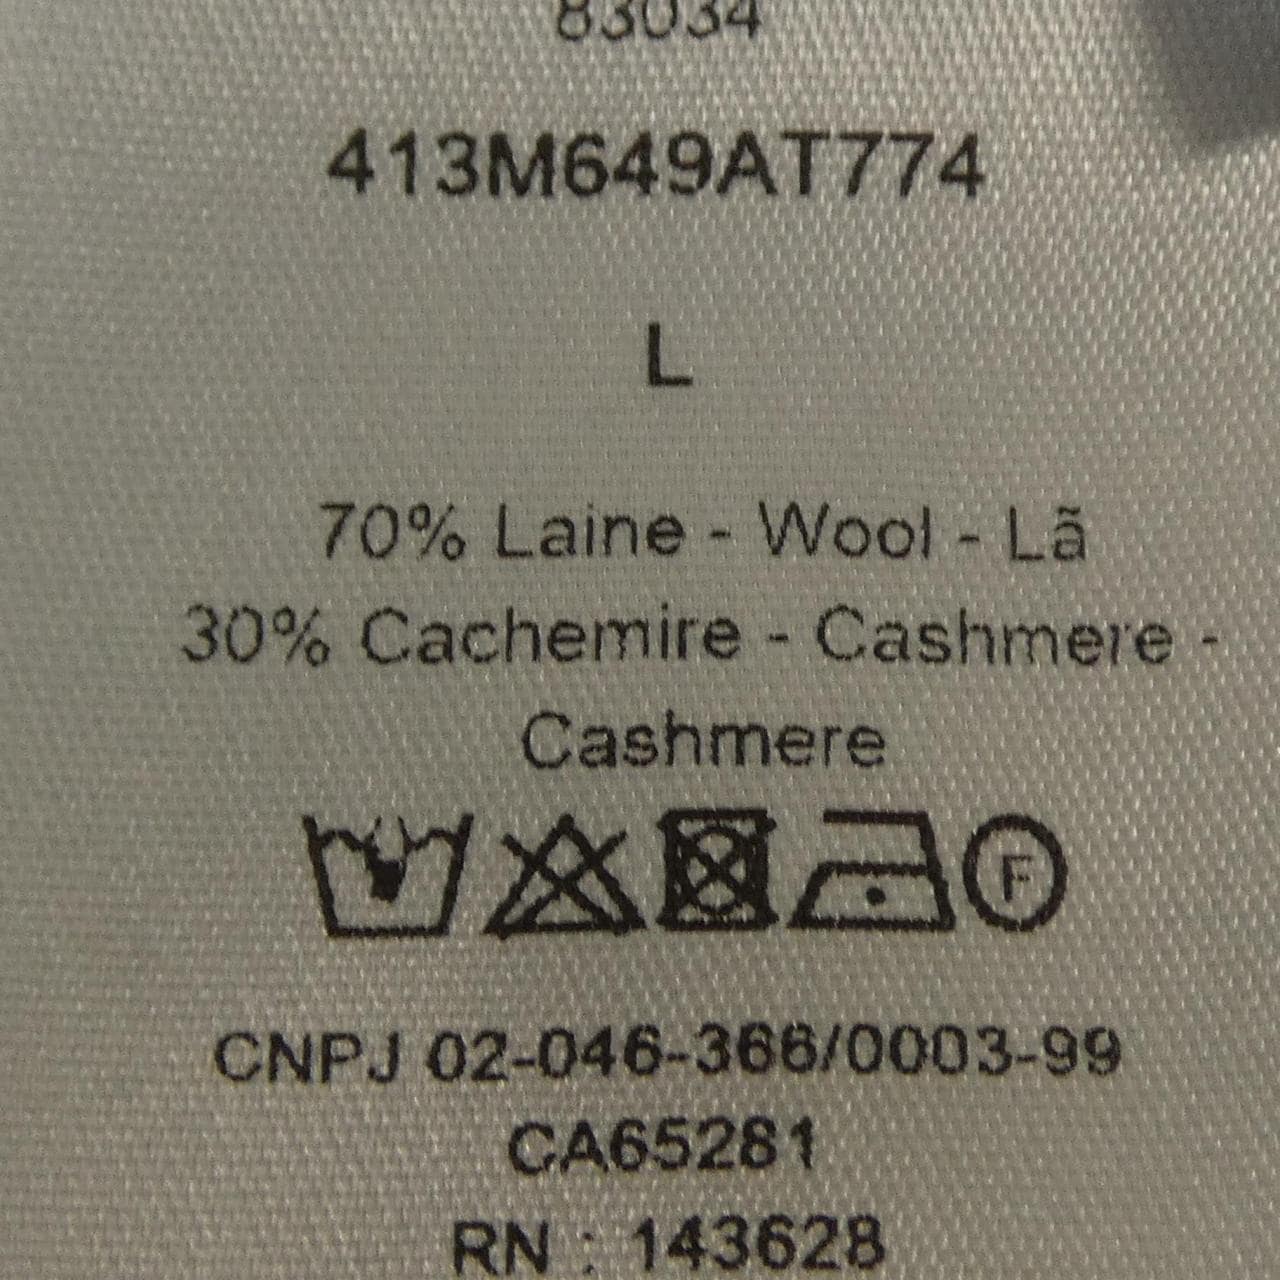 83034
413M649AT774
L
70% Laine - Wool - Lã
30% Cachemire - Cashmere -
Cashmere
F
CNPJ 02-046-366/0003-99
CA65281
RN : 143628